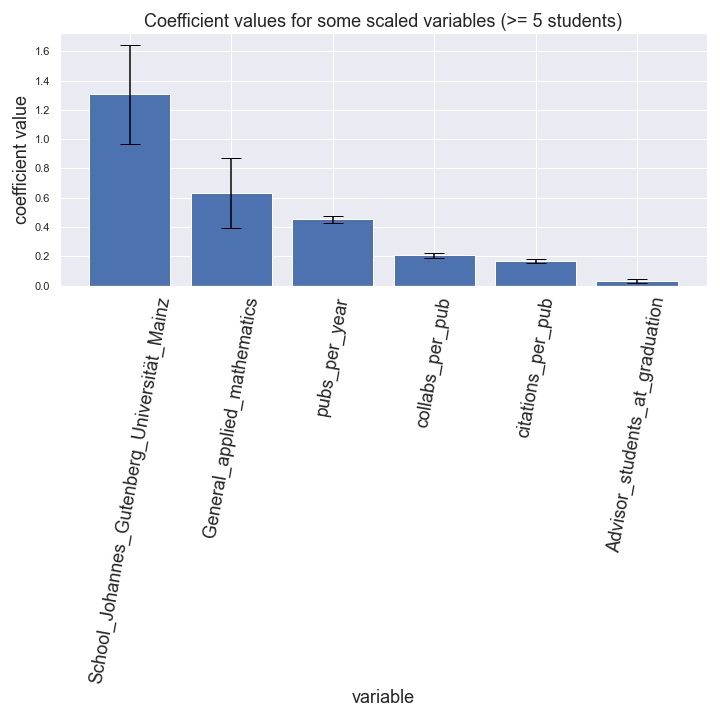 Coefficient values for some scaled variables (>= 5 students)
coefficient value
1.6
1.4
1.2
1.0
0.8
0.6
0.4
0.2
0.0
School_Johannes_Gutenberg_Universität_Mainz
General_applied_mathematics
pubs_per_year
collabs_per_pub
citations_per_pub
Advisor_students_at_graduation
variable